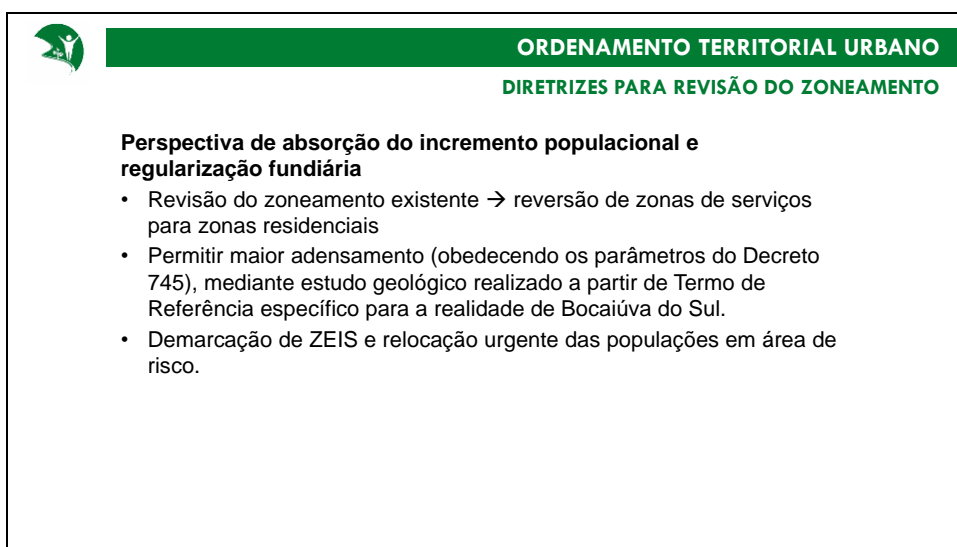 ORDENAMENTO TERRITORIAL URBANO
DIRETRIZES PARA REVISÃO DO ZONEAMENTO
Perspectiva de absorção do incremento populacional e
regularização fundiária
• Revisão do zoneamento existente → reversão de zonas de serviços
para zonas residenciais
• Permitir maior adensamento (obedecendo os parâmetros do Decreto
745), mediante estudo geológico realizado a partir de Termo de
Referência específico para a realidade de Bocaiúva do Sul.
• Demarcação de ZEIS e relocação urgente das populações em área de
risco.